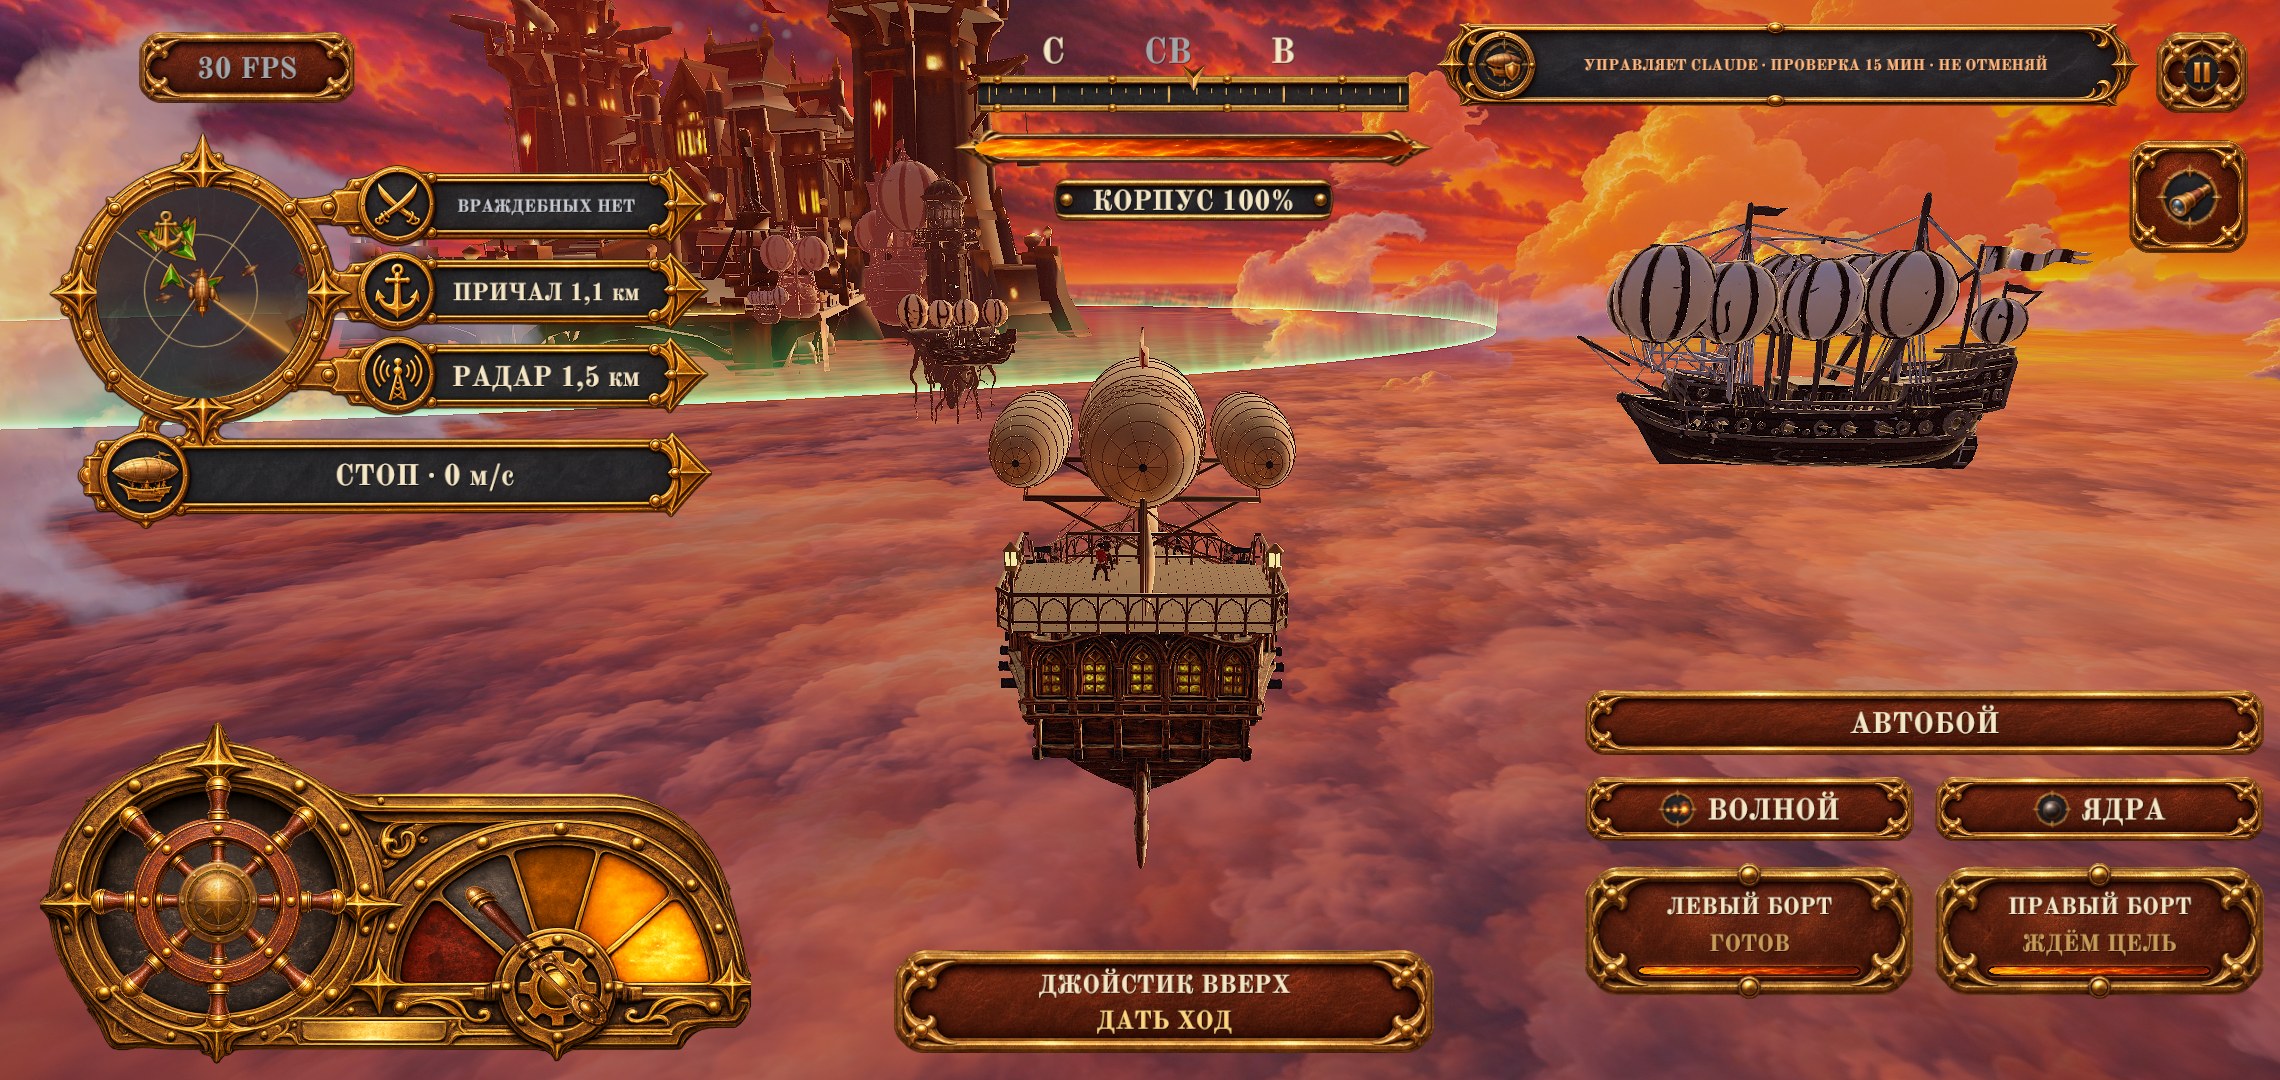 30 FPS
С СВ В
УПРАВЛЯЕТ CLAUDE · ПРОВЕРКА 15 МИН · НЕ ОТМЕНЯЙ
КОРПУС 100%
ВРАЖДЕБНЫХ НЕТ
ПРИЧАЛ 1,1 км
РАДАР 1,5 км
СТОП · 0 м/с
АВТОБОЙ
ВОЛНОЙ
ЯДРА
ЛЕВЫЙ БОРТ
ГОТОВ
ПРАВЫЙ БОРТ
ЖДЁМ ЦЕЛЬ
ДЖОЙСТИК ВВЕРХ
ДАТЬ ХОД